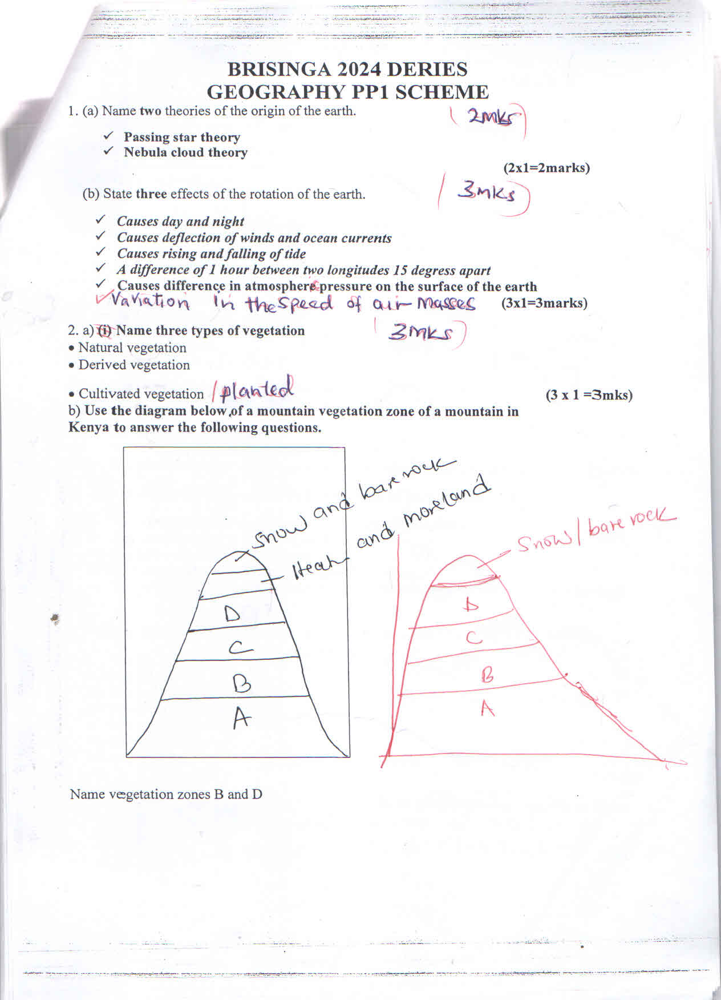 BRISINGA 2024 DERIES
GEOGRAPHY PP1 SCHEME
1. (a) Name two theories of the origin of the earth. (2mks)
✓ Passing star theory
✓ Nebula cloud theory
(2x1=2marks)
(b) State three effects of the rotation of the earth. (3mks)
✓ Causes day and night
✓ Causes deflection of winds and ocean currents
✓ Causes rising and falling of tide
✓ A difference of 1 hour between two longitudes 15 degress apart
✓ Causes difference in atmosphere pressure on the surface of the earth
✓ Variation in the speed of air masses (3x1=3marks)
2. a) (i) Name three types of vegetation (3mks)
• Natural vegetation
• Derived vegetation
• Cultivated vegetation /planted (3 x 1 =3mks)
b) Use the diagram below, of a mountain vegetation zone of a mountain in
Kenya to answer the following questions.
Snow and bare rock
Heath and moreland
D
C
B
A
Snow/bare rock
D
C
B
A
Name vegetation zones B and D